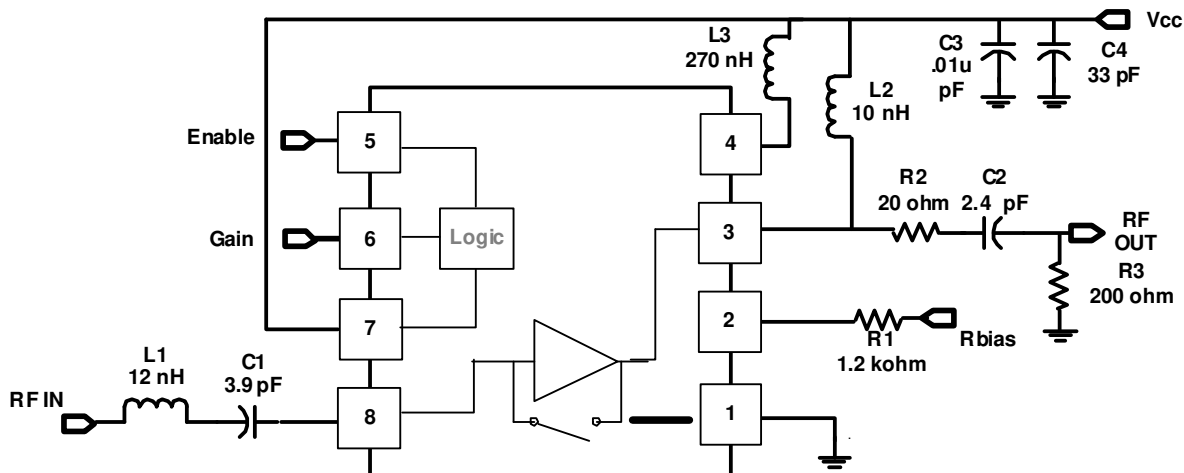 Vcc
L3
270 nH
C3
.01u
pF
C4
33 pF
L2
10 nH
Enable
5
4
R2
20 ohm
C2
2.4 pF
Gain
6
Logic
3
RF
OUT
R3
200 ohm
7
2
R1
1.2 kohm
Rbias
L1
12 nH
C1
3.9 pF
RF IN
8
1